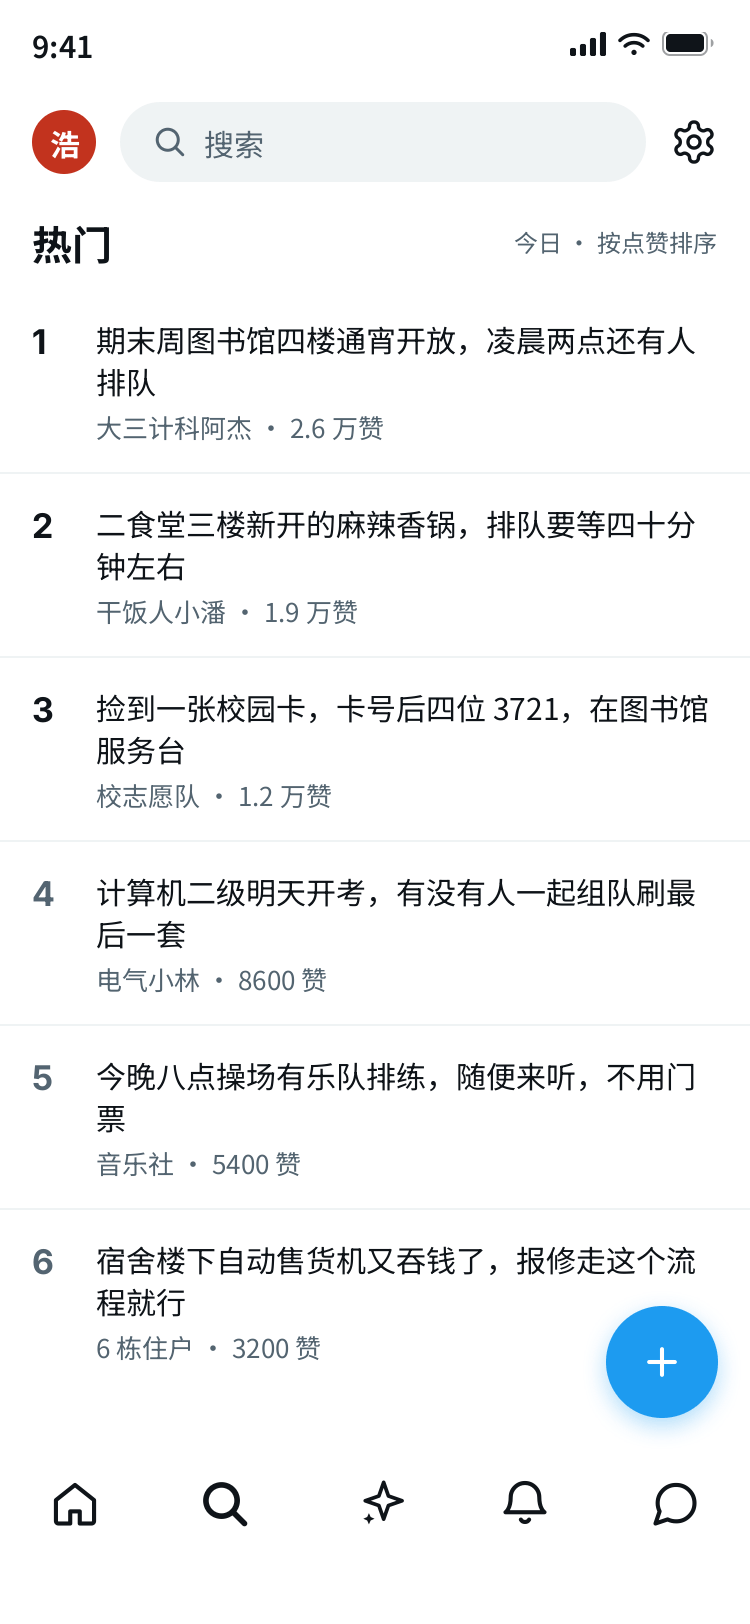 9:41
浩
搜索
热门
今日 · 按点赞排序
1
期末周图书馆四楼通宵开放，凌晨两点还有人
排队
大三计科阿杰 · 2.6 万赞
2
二食堂三楼新开的麻辣香锅，排队要等四十分
钟左右
干饭人小潘 · 1.9 万赞
3
捡到一张校园卡，卡号后四位 3721，在图书馆
服务台
校志愿队 · 1.2 万赞
4
计算机二级明天开考，有没有人一起组队刷最
后一套
电气小林 · 8600 赞
5
今晚八点操场有乐队排练，随便来听，不用门
票
音乐社 · 5400 赞
6
宿舍楼下自动售货机又吞钱了，报修走这个流
程就行
6 栋住户 · 3200 赞